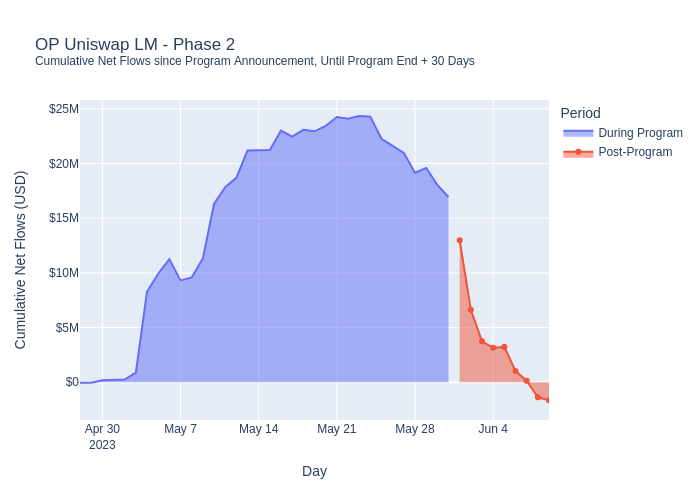 OP Uniswap LM - Phase 2
Cumulative Net Flows since Program Announcement, Until Program End + 30 Days
Period
During Program
Post-Program
Cumulative Net Flows (USD)
$25M
$20M
$15M
$10M
$5M
$0
Apr 30 May 7 May 14 May 21 May 28 Jun 4
2023
Day